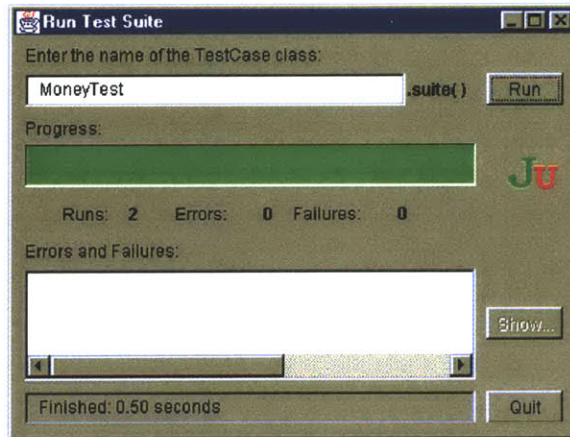 Run Test Suite
Enter the name of the TestCase class:
MoneyTest .suite( ) Run
Progress:
JU
Runs: 2 Errors: 0 Failures: 0
Errors and Failures:
Show...
Finished: 0.50 seconds Quit